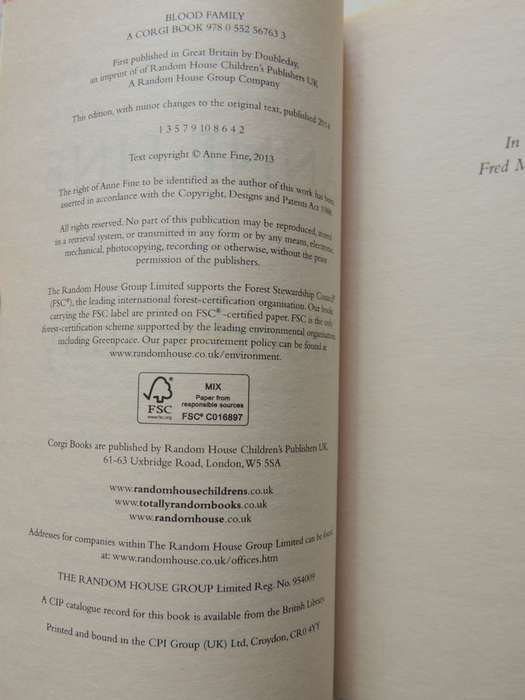 BLOOD FAMILY
A CORGI BOOK 978 0 552 56763 3
First published in Great Britain by Doubleday,
an imprint of of Random House Children's Publishers UK
A Random House Group Company
This edition, with minor changes to the original text, published 2014
1 3 5 7 9 10 8 6 4 2
Text copyright © Anne Fine, 2013
The right of Anne Fine to be identified as the author of this work has been
asserted in accordance with the Copyright, Designs and Patents Act 1988.
All rights reserved. No part of this publication may be reproduced, stored
in a retrieval system, or transmitted in any form or by any means, electronic,
mechanical, photocopying, recording or otherwise, without the prior
permission of the publishers.
The Random House Group Limited supports the Forest Stewardship Council®
(FSC®), the leading international forest-certification organisation. Our books
carrying the FSC label are printed on FSC®-certified paper. FSC is the only
forest-certification scheme supported by the leading environmental organisations,
including Greenpeace. Our paper procurement policy can be found at
www.randomhouse.co.uk/environment.
FSC
www.fsc.org
MIX
Paper from
responsible sources
FSC® C016897
Corgi Books are published by Random House Children's Publishers UK,
61-63 Uxbridge Road, London, W5 5SA
www.randomhousechildrens.co.uk
www.totallyrandombooks.co.uk
www.randomhouse.co.uk
Addresses for companies within The Random House Group Limited can be found
at: www.randomhouse.co.uk/offices.htm
THE RANDOM HOUSE GROUP Limited Reg. No. 954009
A CIP catalogue record for this book is available from the British Library.
Printed and bound in the CPI Group (UK) Ltd, Croydon, CR0 4YY
In
Fred M